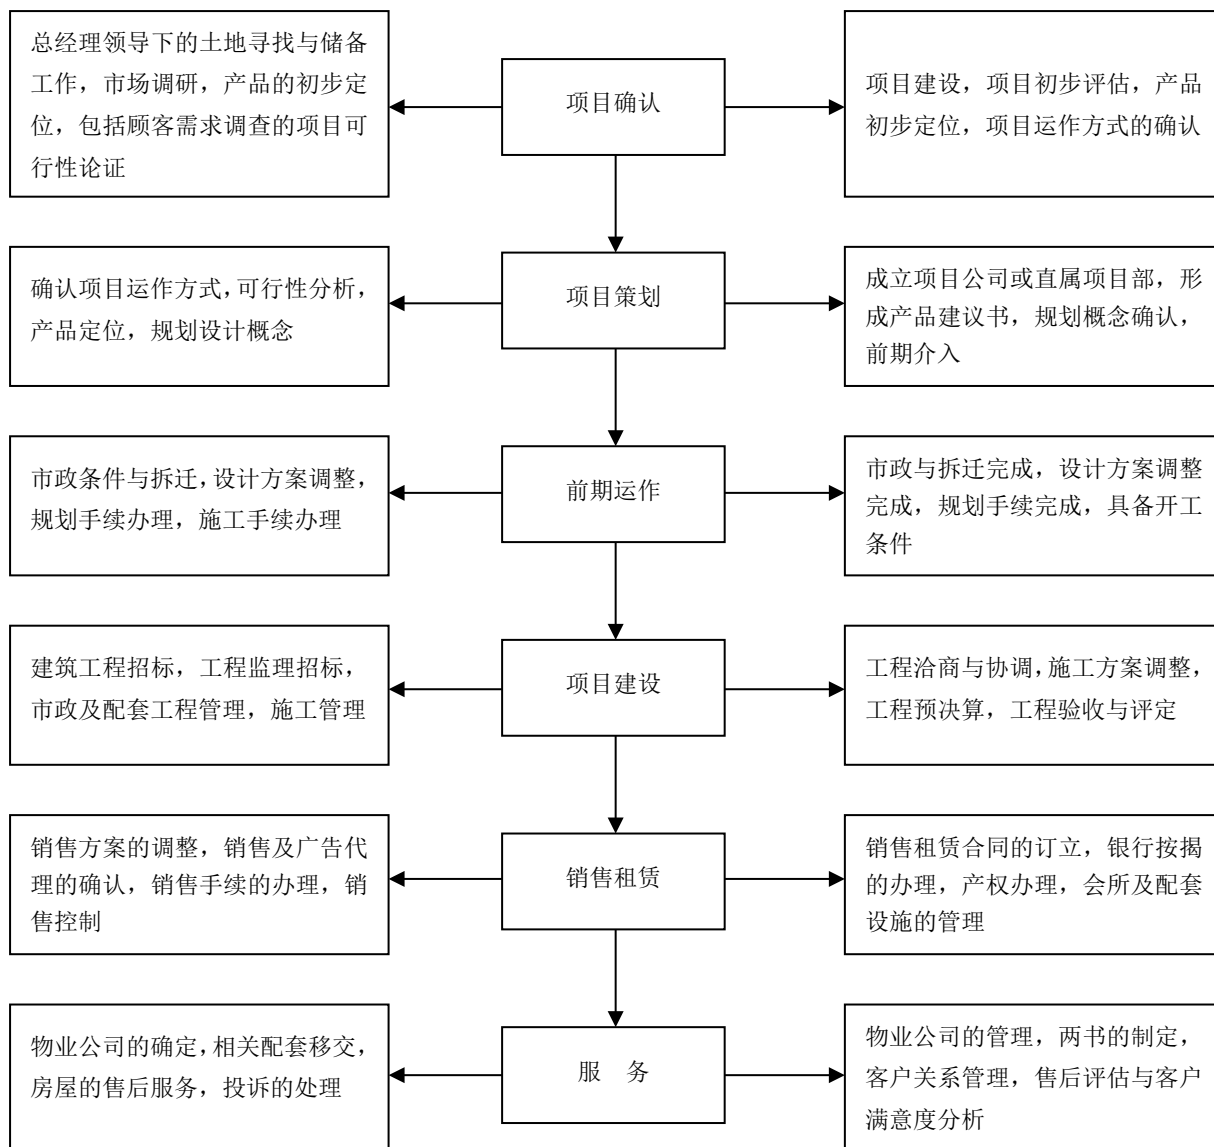 总经理领导下的土地寻找与储备
工作，市场调研，产品的初步定
位，包括顾客需求调查的项目可
行性论证
项目确认
项目建设，项目初步评估，产品
初步定位，项目运作方式的确认
确认项目运作方式，可行性分析，
产品定位，规划设计概念
项目策划
成立项目公司或直属项目部，形
成产品建议书，规划概念确认，
前期介入
市政条件与拆迁，设计方案调整，
规划手续办理，施工手续办理
前期运作
市政与拆迁完成，设计方案调整
完成，规划手续完成，具备开工
条件
建筑工程招标，工程监理招标，
市政及配套工程管理，施工管理
项目建设
工程洽商与协调，施工方案调整，
工程预决算，工程验收与评定
销售方案的调整，销售及广告代
理的确认，销售手续的办理，销
售控制
销售租赁
销售租赁合同的订立，银行按揭
的办理，产权办理，会所及配套
设施的管理
物业公司的确定，相关配套移交，
房屋的售后服务，投诉的处理
服　务
物业公司的管理，两书的制定，
客户关系管理，售后评估与客户
满意度分析